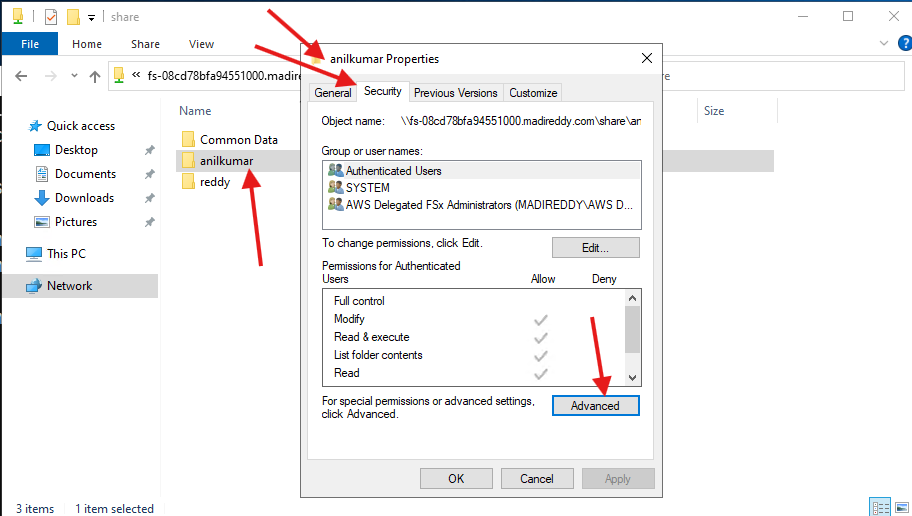 share
File Home Share View
« fs-08cd78bfa94551000.madire
Name Size
Quick access
Desktop
Documents
Downloads
Pictures
This PC
Network
Common Data
anilkumar
reddy
anilkumar Properties
General Security Previous Versions Customize
Object name: \\fs-08cd78bfa94551000.madireddy.com\share\an
Group or user names:
Authenticated Users
SYSTEM
AWS Delegated FSx Administrators (MADIREDDY\AWS D...
To change permissions, click Edit. Edit...
Permissions for Authenticated
Users Allow Deny
Full control
Modify
Read & execute
List folder contents
Read
For special permissions or advanced settings,
click Advanced. Advanced
OK Cancel Apply
3 items 1 item selected